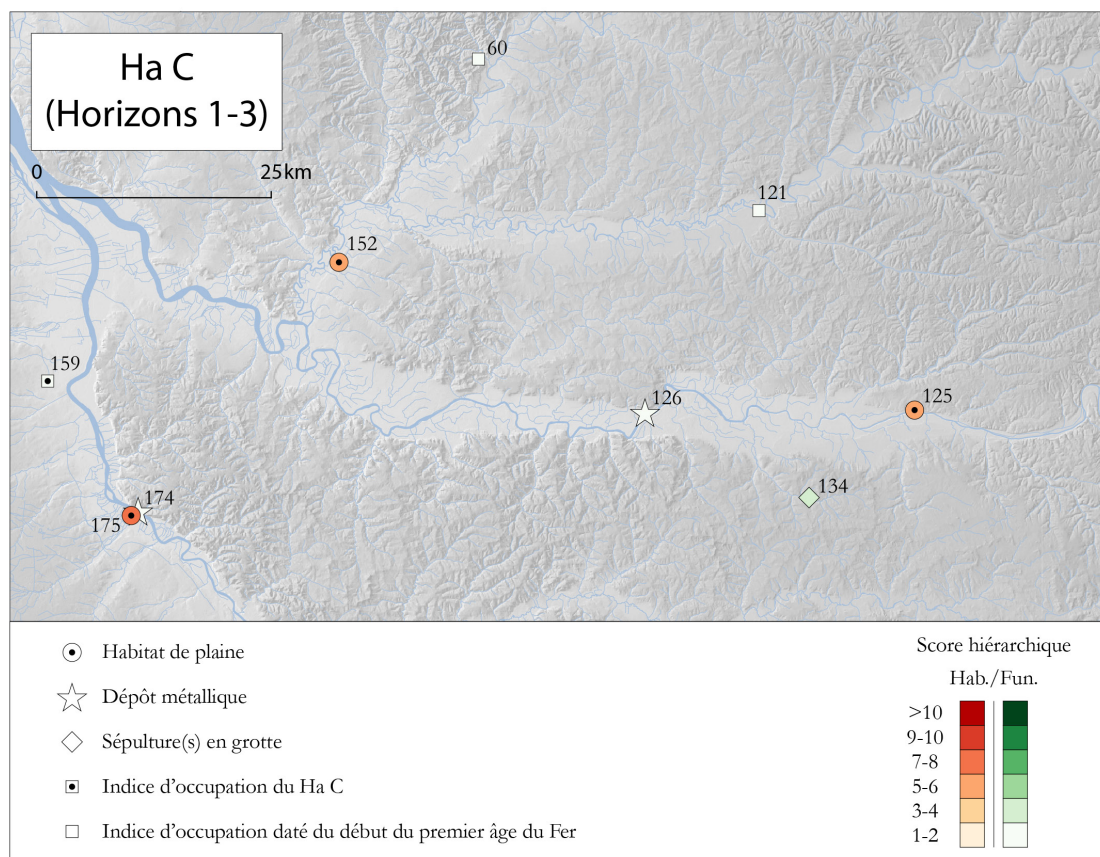 Ha C
(Horizons 1-3)
0
25km
60
121
152
159
126
125
134
174
175
Habitat de plaine
Dépôt métallique
Sépulture(s) en grotte
Indice d'occupation du Ha C
Indice d'occupation daté du début du premier âge du Fer
Score hiérarchique
Hab./Fun.
>10
9-10
7-8
5-6
3-4
1-2